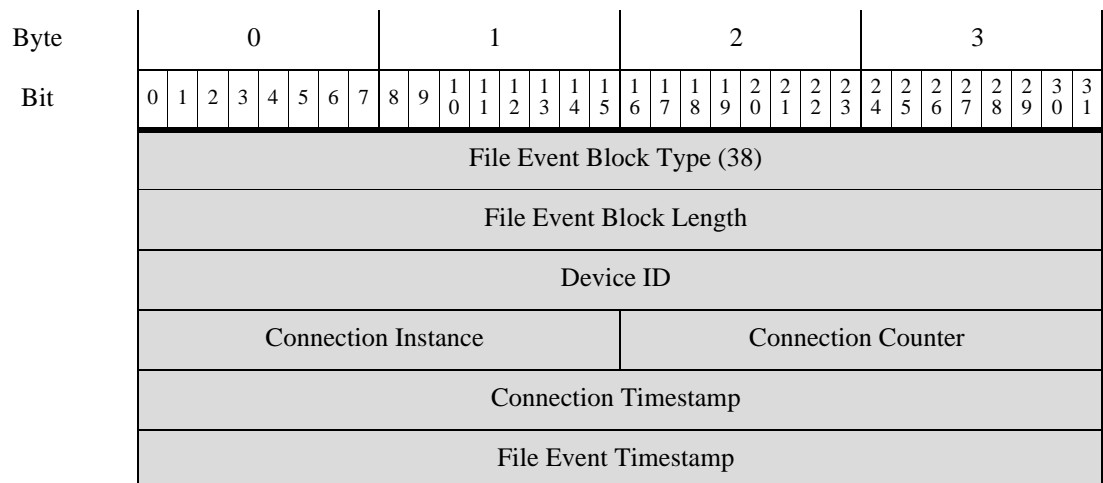 Byte 0 1 2 3
Bit 0 1 2 3 4 5 6 7 8 9 10 11 12 13 14 15 16 17 18 19 20 21 22 23 24 25 26 27 28 29 30 31
File Event Block Type (38)
File Event Block Length
Device ID
Connection Instance Connection Counter
Connection Timestamp
File Event Timestamp